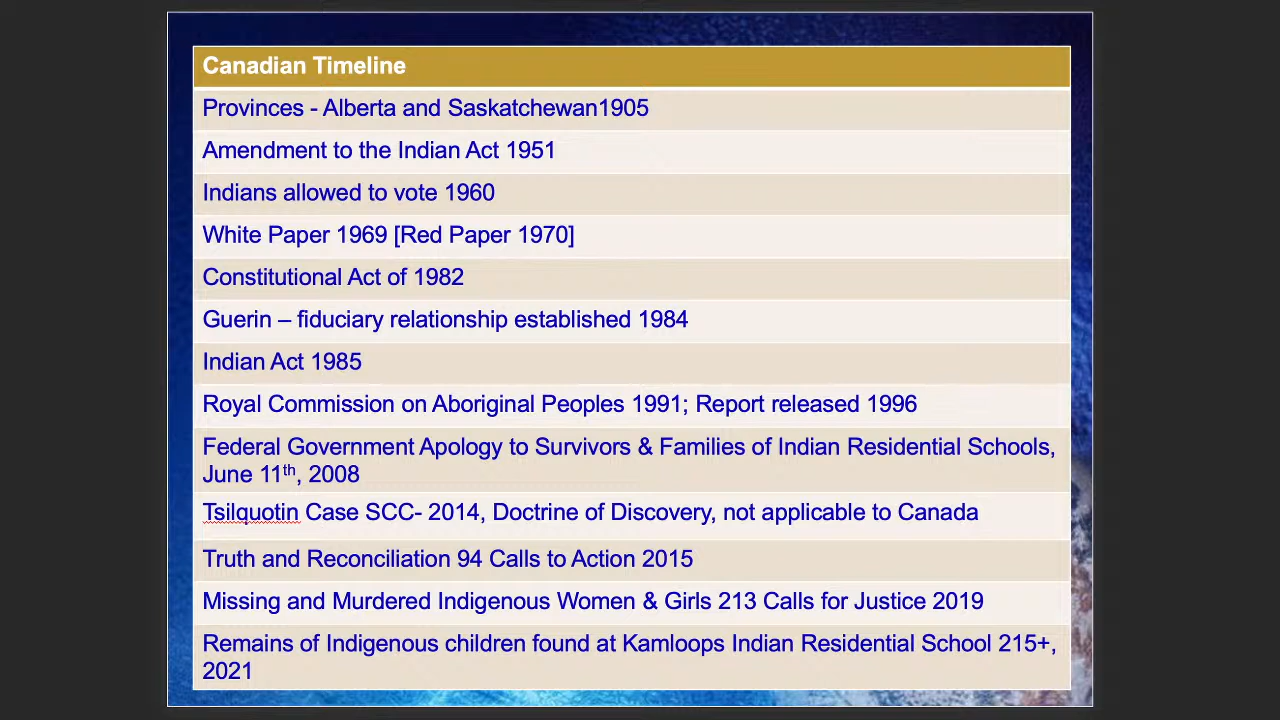 Canadian Timeline
Provinces - Alberta and Saskatchewan1905
Amendment to the Indian Act 1951
Indians allowed to vote 1960
White Paper 1969 [Red Paper 1970]
Constitutional Act of 1982
Guerin – fiduciary relationship established 1984
Indian Act 1985
Royal Commission on Aboriginal Peoples 1991; Report released 1996
Federal Government Apology to Survivors & Families of Indian Residential Schools,
June 11th, 2008
Tsilquotin Case SCC- 2014, Doctrine of Discovery, not applicable to Canada
Truth and Reconciliation 94 Calls to Action 2015
Missing and Murdered Indigenous Women & Girls 213 Calls for Justice 2019
Remains of Indigenous children found at Kamloops Indian Residential School 215+,
2021